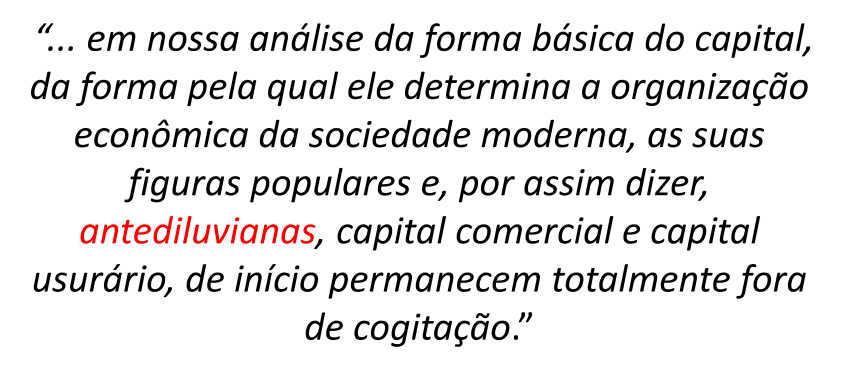 “... em nossa análise da forma básica do capital,
da forma pela qual ele determina a organização
econômica da sociedade moderna, as suas
figuras populares e, por assim dizer,
antediluvianas, capital comercial e capital
usurário, de início permanecem totalmente fora
de cogitação.”